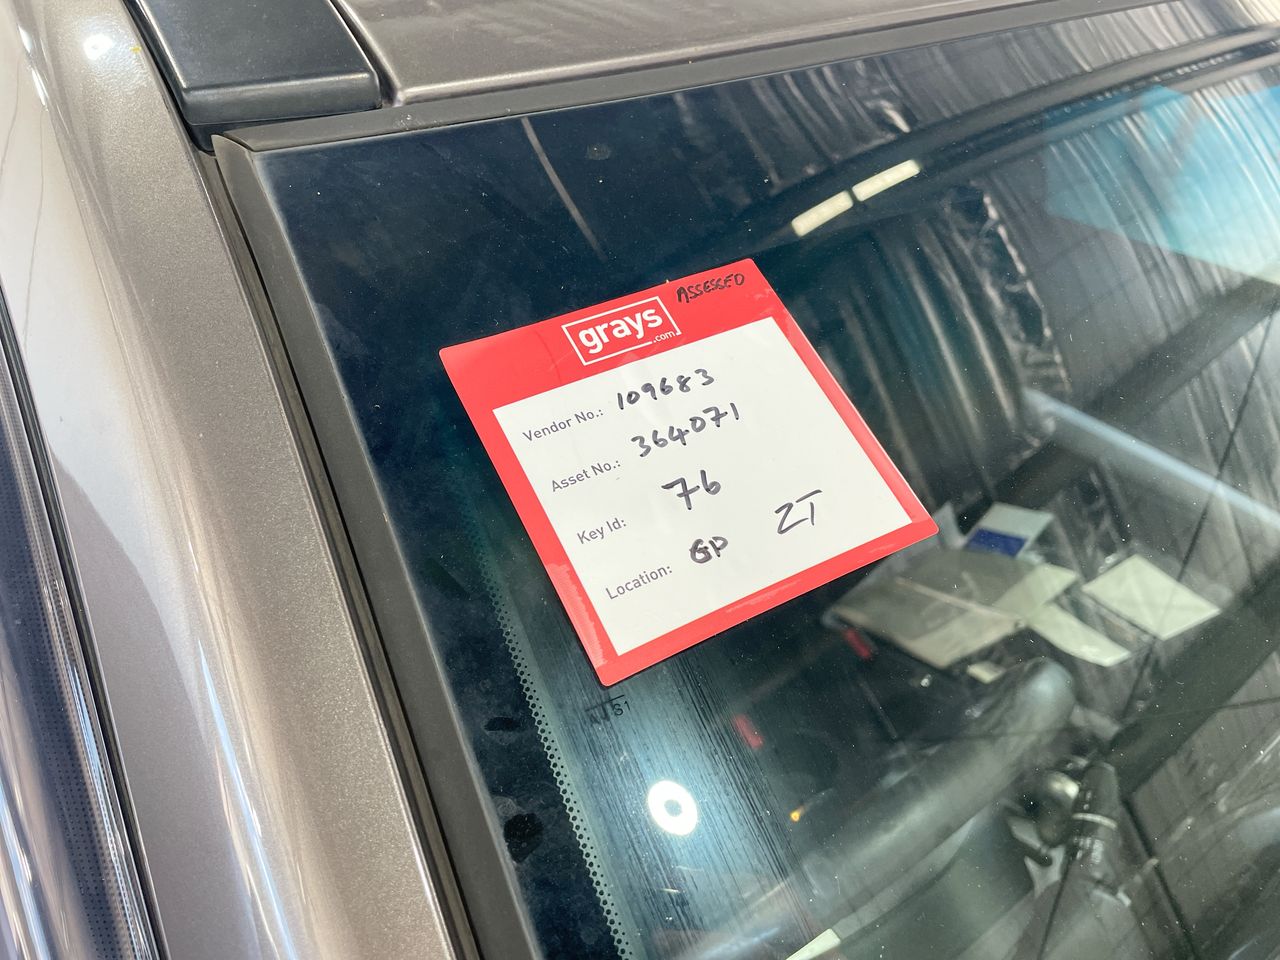 ASSESSED
grays
.com
Vendor No.: 109683
Asset No.: 364071
Key Id: 76
Location: GP ZT